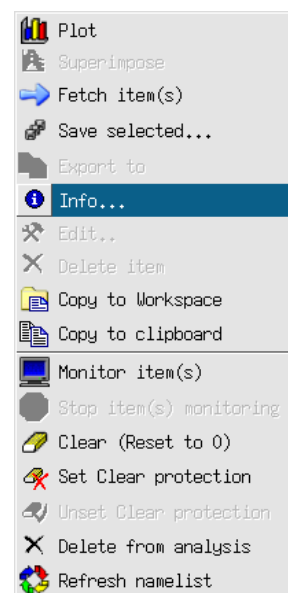 Plot
Superimpose
Fetch item(s)
Save selected...
Export to
Info...
Edit..
Delete item
Copy to Workspace
Copy to clipboard
Monitor item(s)
Stop item(s) monitoring
Clear (Reset to 0)
Set Clear protection
Unset Clear protection
Delete from analysis
Refresh namelist